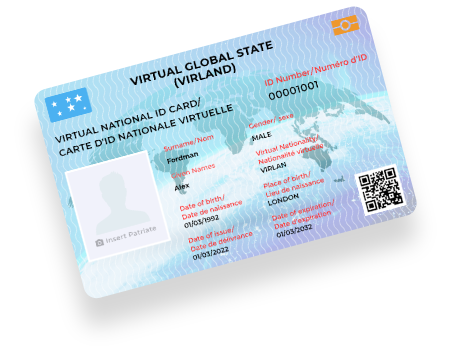 VIRTUAL GLOBAL STATE
(VIRLAND)
VIRTUAL NATIONAL ID CARD/
CARTE D'ID NATIONALE VIRTUELLE
ID Number/Numéro d'ID
00001001
Surname/Nom
Fordman
Names
Alex
Date of birth/
Date de naissance
01/03/1992
Date of issue/
Date de délivrance
01/03/2022
Gender/ sexe
MALE
Virtual Nationality/
Nationalité virtuelle
VIRLAN
Place of birth/
Lieu de naissance
LONDON
Date of expiration/
Date d'expiration
01/03/2032
Insert Patriate